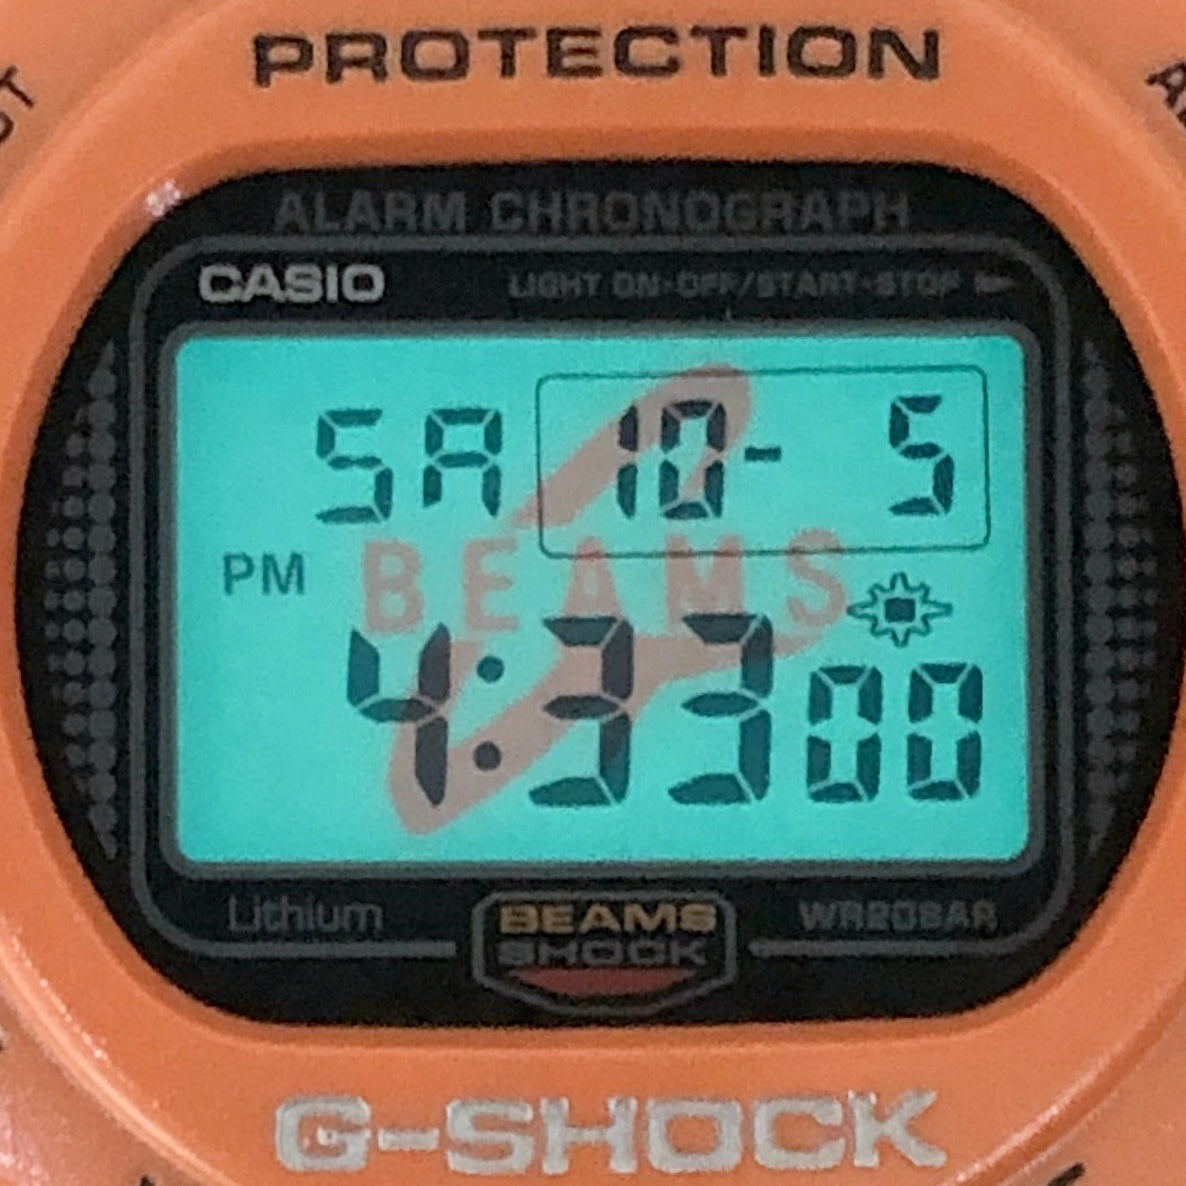 PROTECTION
ALARM CHRONOGRAPH
CASIO LIGHT ON-OFF/START-STOP
SA 10- 5
BEAMS
PM 4:33 00
Lithium BEAMS WR20BAR
SHOCK
G-SHOCK